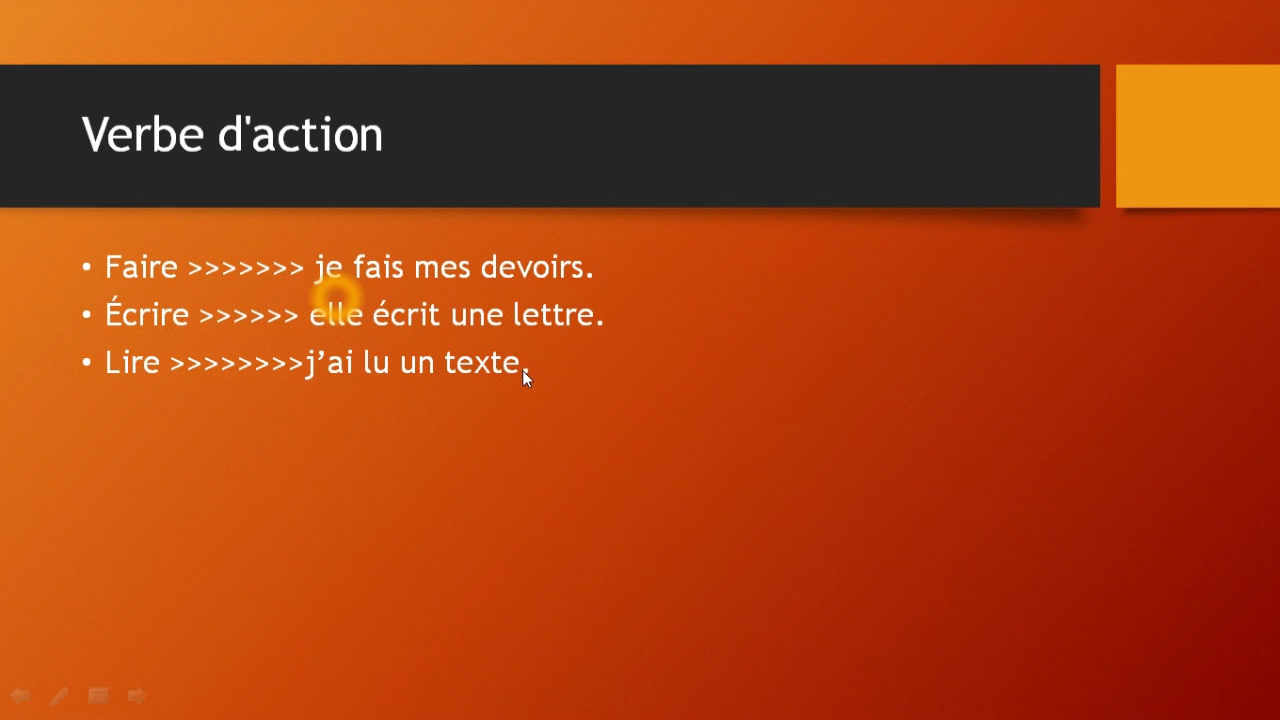 Verbe d'action
• Faire >>>>>>> je fais mes devoirs.
• Écrire >>>>>> elle écrit une lettre.
• Lire >>>>>>>>j’ai lu un texte.